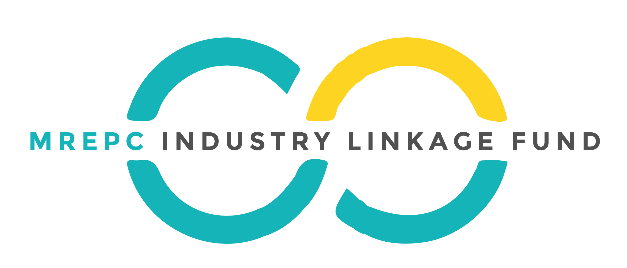 MREPC INDUSTRY LINKAGE FUND